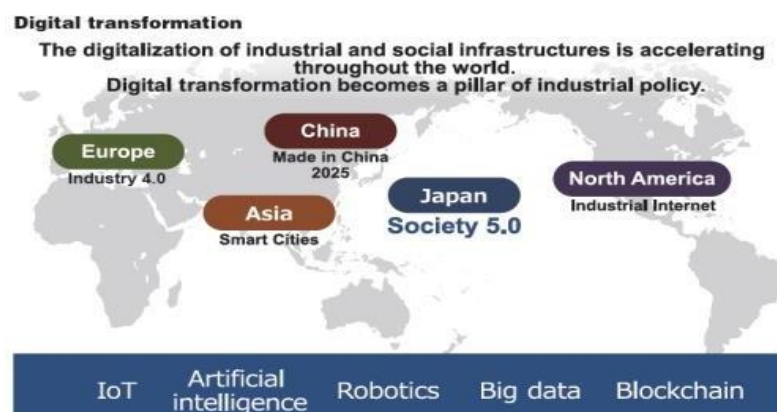 Digital transformation
The digitalization of industrial and social infrastructures is accelerating
throughout the world.
Digital transformation becomes a pillar of industrial policy.
China
Made in China
2025
Europe
Industry 4.0
North America
Industrial Internet
Japan
Society 5.0
Asia
Smart Cities
IoT
Artificial
intelligence
Robotics
Big data
Blockchain